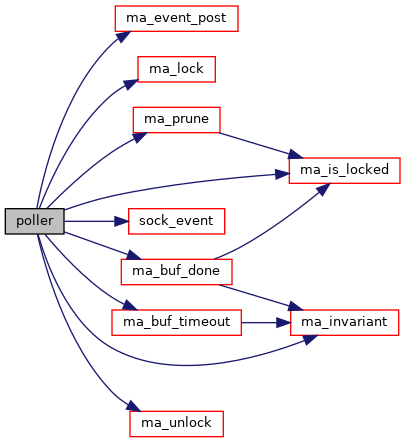 ma_event_post
ma_lock
ma_prune
ma_is_locked
poller
sock_event
ma_buf_done
ma_buf_timeout
ma_invariant
ma_unlock